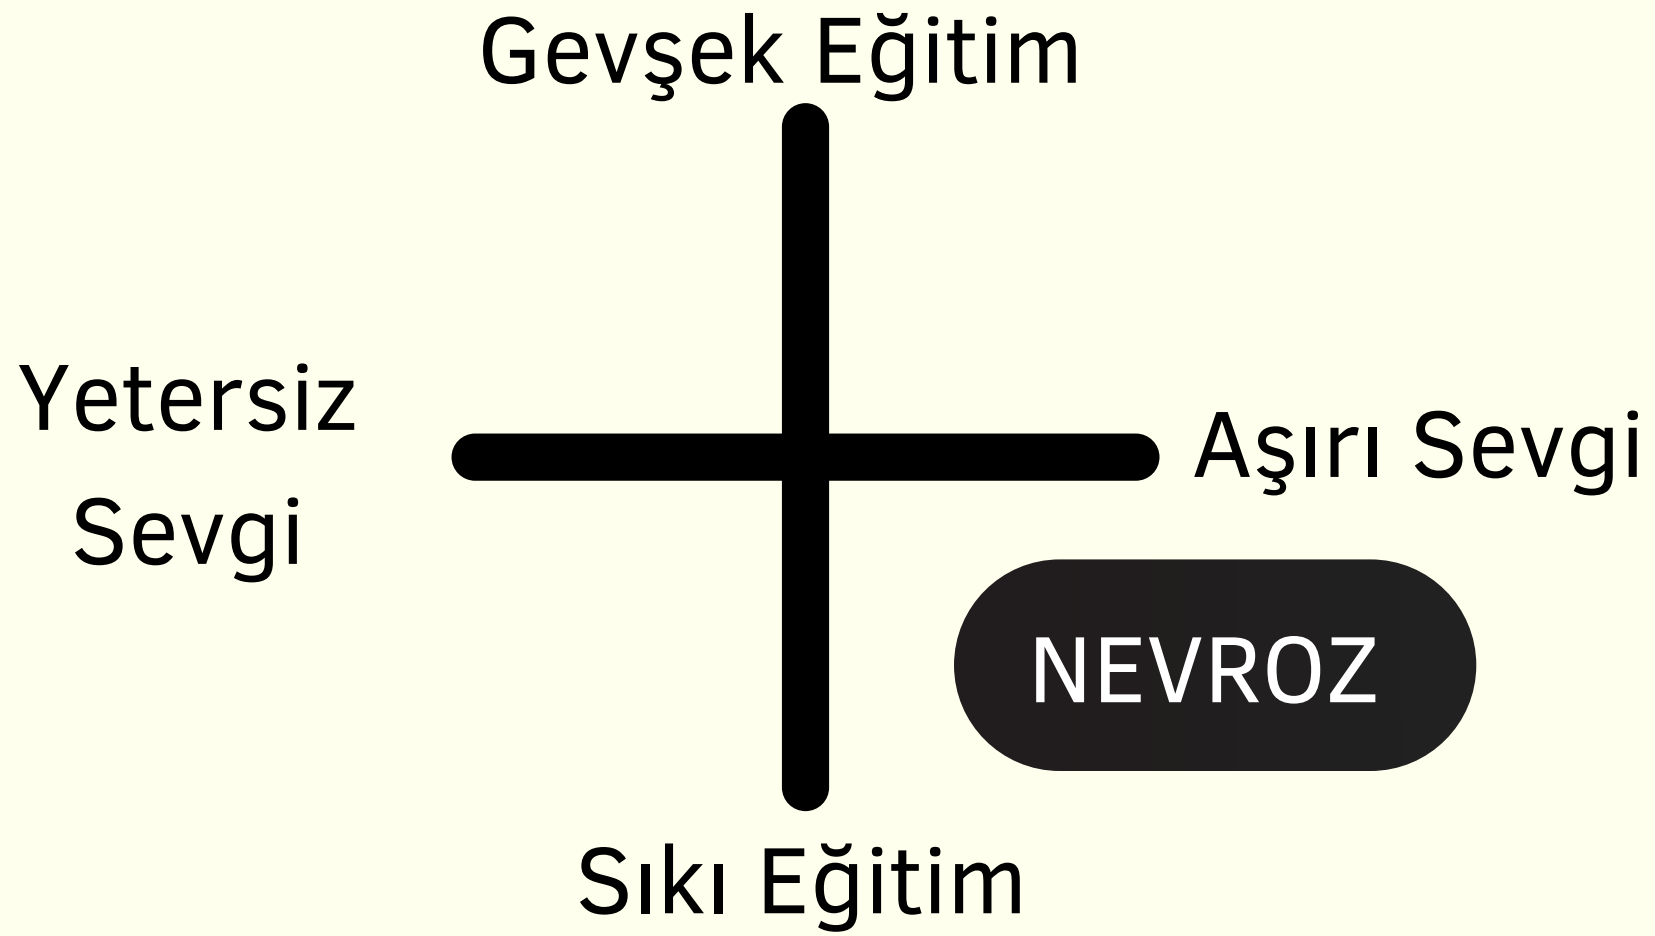 Gevşek Eğitim
Yetersiz
Sevgi
Aşırı Sevgi
NEVROZ
Sıkı Eğitim